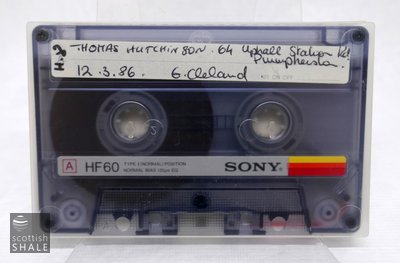 H.2
THOMAS HUTCHINSON. 64 Uphall Station Rd
Pumpherston.
12.3.86. G. Cleland
A HF60 TYPE I (NORMAL) POSITION
NORMAL BIAS 120µs EQ
SONY
scottish
SHALE